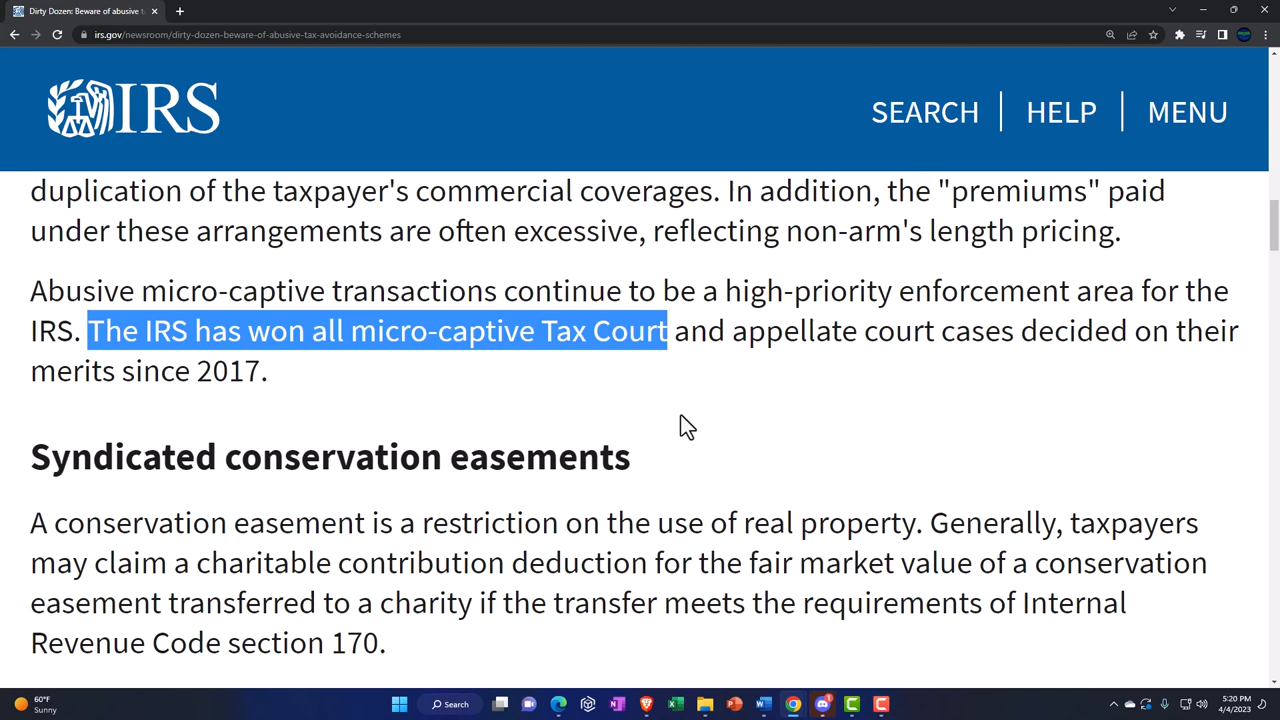 Dirty Dozen: Beware of abusive t
irs.gov/newsroom/dirty-dozen-beware-of-abusive-tax-avoidance-schemes
IRS
SEARCH
HELP
MENU
duplication of the taxpayer's commercial coverages. In addition, the "premiums" paid
under these arrangements are often excessive, reflecting non-arm's length pricing.
Abusive micro-captive transactions continue to be a high-priority enforcement area for the
IRS. The IRS has won all micro-captive Tax Court and appellate court cases decided on their
merits since 2017.
Syndicated conservation easements
A conservation easement is a restriction on the use of real property. Generally, taxpayers
may claim a charitable contribution deduction for the fair market value of a conservation
easement transferred to a charity if the transfer meets the requirements of Internal
Revenue Code section 170.
60°F
Sunny
Search
1
5:20 PM
4/4/2023